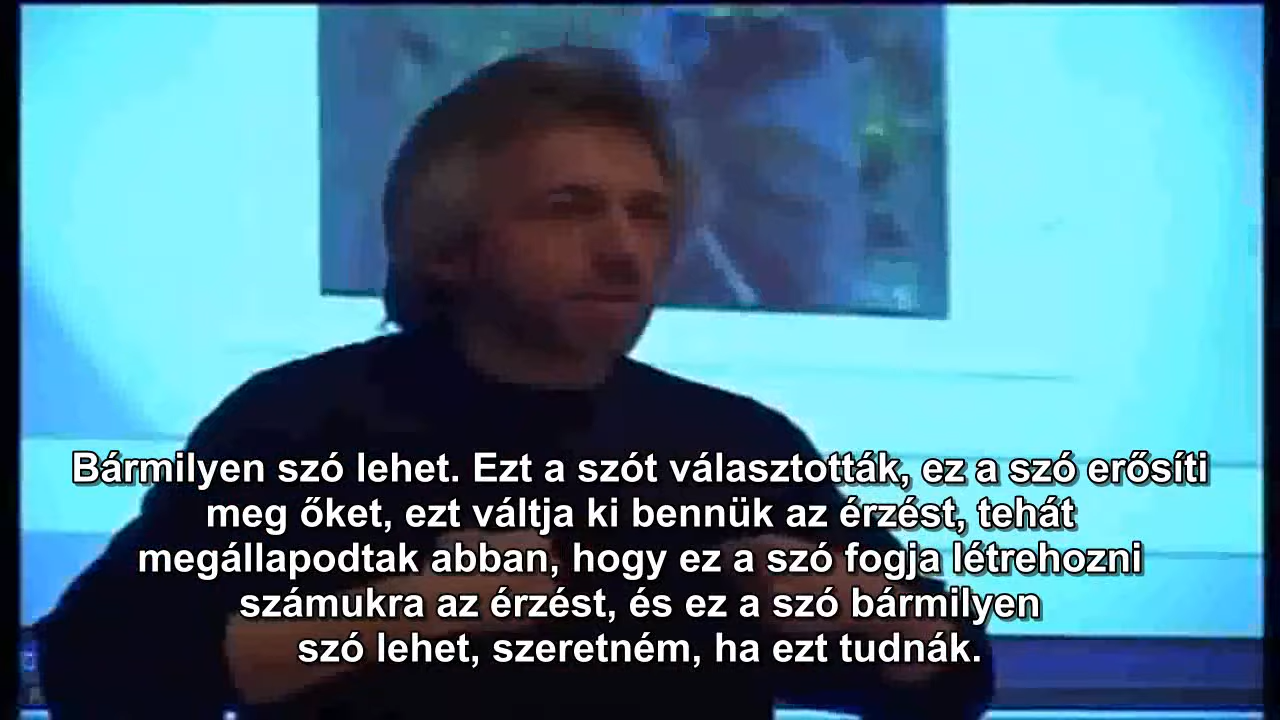 Bármilyen szó lehet. Ezt a szót választották, ez a szó erősíti
meg őket, ezt váltja ki bennük az érzést, tehát
megállapodtak abban, hogy ez a szó fogja létrehozni
számukra az érzést, és ez a szó bármilyen
szó lehet, szeretném, ha ezt tudnák.